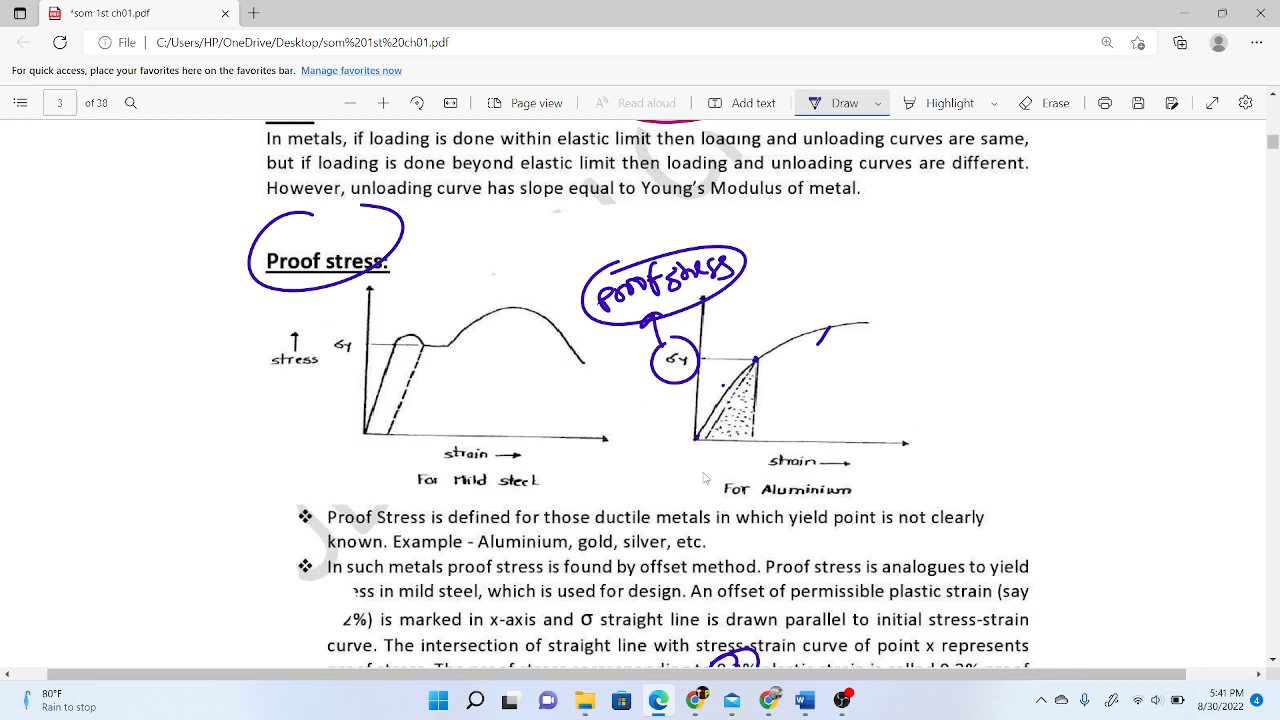 *som 1st ch01.pdf
File
C:/Users/HP/OneDrive/Desktop/som%201st%20ch01.pdf
For quick access, place your favorites here on the favorites bar. Manage favorites now
3 of 38 Page view Read aloud Add text Draw Highlight Erase
In metals, if loading is done within elastic limit then loading and unloading curves are same,
but if loading is done beyond elastic limit then loading and unloading curves are different.
However, unloading curve has slope equal to Young's Modulus of metal.
Proof stress:
Proof stress
σy
stress
σy
strain
For Mild steel
strain
For Aluminium
❖ Proof Stress is defined for those ductile metals in which yield point is not clearly
known. Example - Aluminium, gold, silver, etc.
❖ In such metals proof stress is found by offset method. Proof stress is analogues to yield
ess in mild steel, which is used for design. An offset of permissible plastic strain (say
2%) is marked in x-axis and σ straight line is drawn parallel to initial stress-strain
curve. The intersection of straight line with stress-strain curve of point x represents
80°F
Rain to stop
5:41 PM
8/30/2022
4